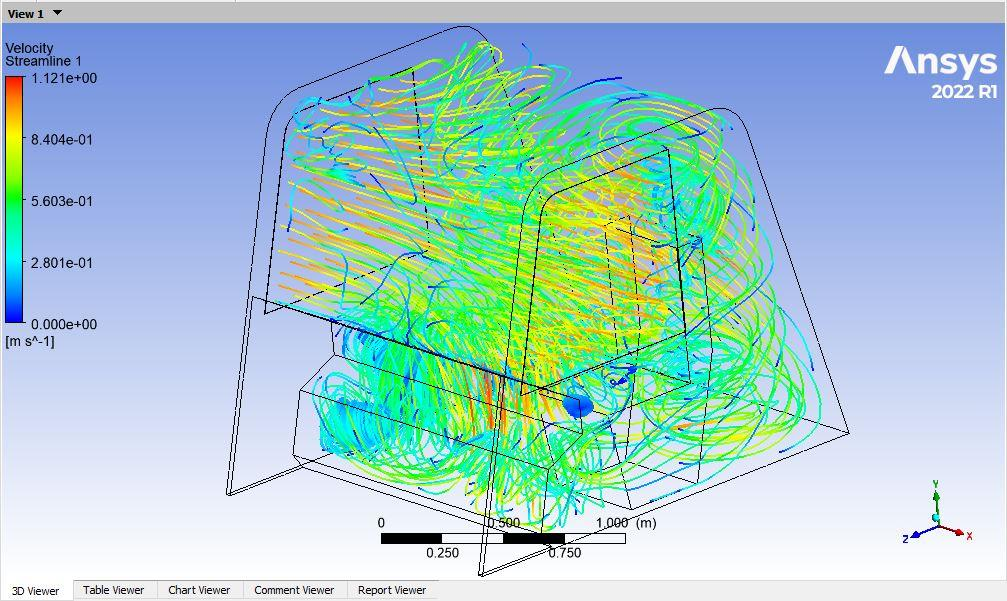 View 1
Velocity
Streamline 1
1.121e+00
8.404e-01
5.603e-01
2.801e-01
0.000e+00
[m s^-1]
Ansys
2022 R1
0 0.500 1.000 (m)
0.250 0.750
Y
Z X
3D Viewer Table Viewer Chart Viewer Comment Viewer Report Viewer